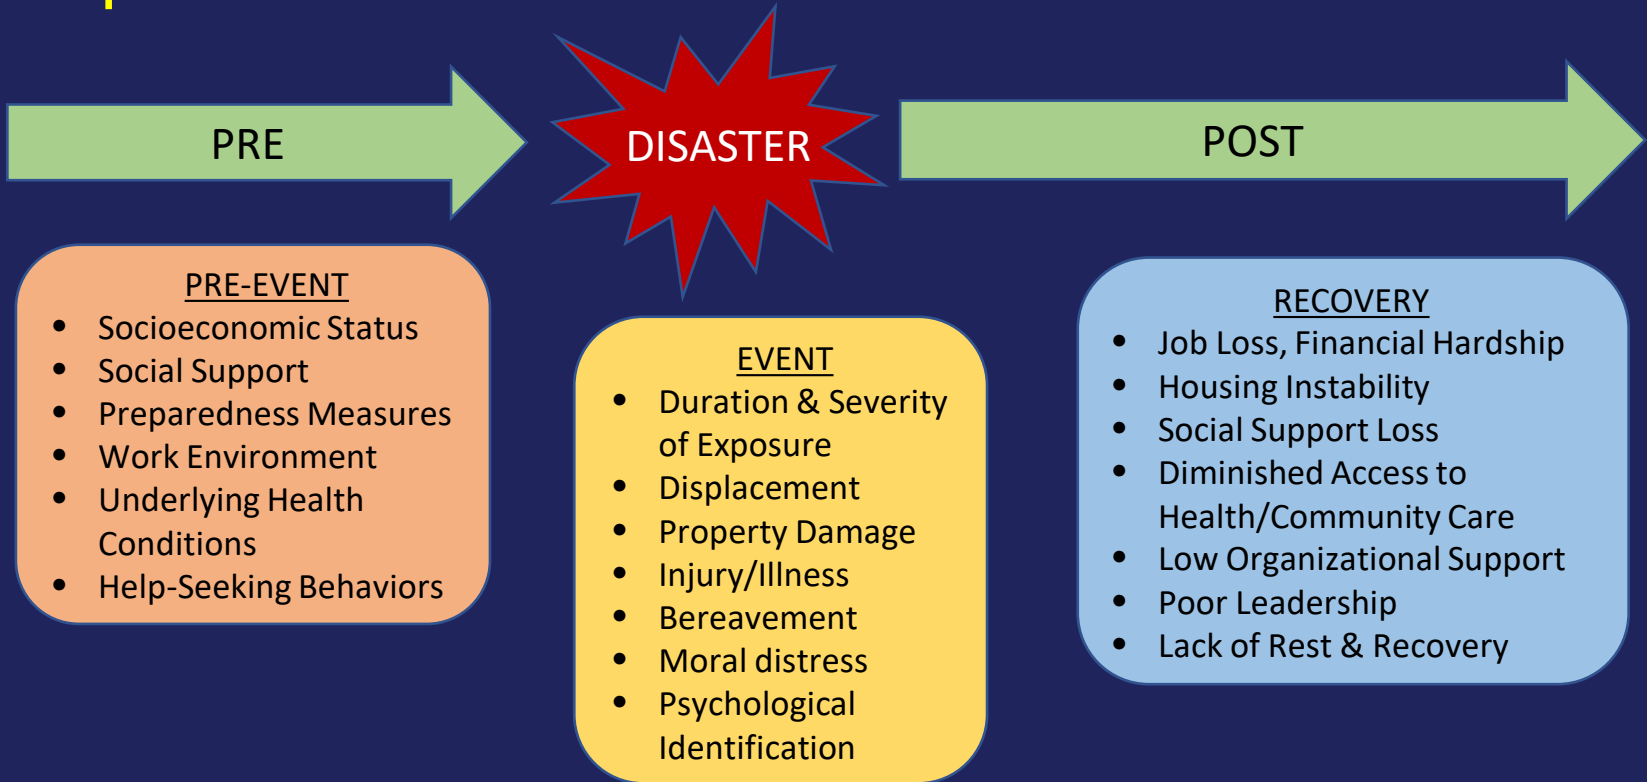 PRE
DISASTER
POST
PRE-EVENT
• Socioeconomic Status
• Social Support
• Preparedness Measures
• Work Environment
• Underlying Health
Conditions
• Help-Seeking Behaviors
EVENT
• Duration & Severity
of Exposure
• Displacement
• Property Damage
• Injury/Illness
• Bereavement
• Moral distress
• Psychological
Identification
RECOVERY
• Job Loss, Financial Hardship
• Housing Instability
• Social Support Loss
• Diminished Access to
Health/Community Care
• Low Organizational Support
• Poor Leadership
• Lack of Rest & Recovery